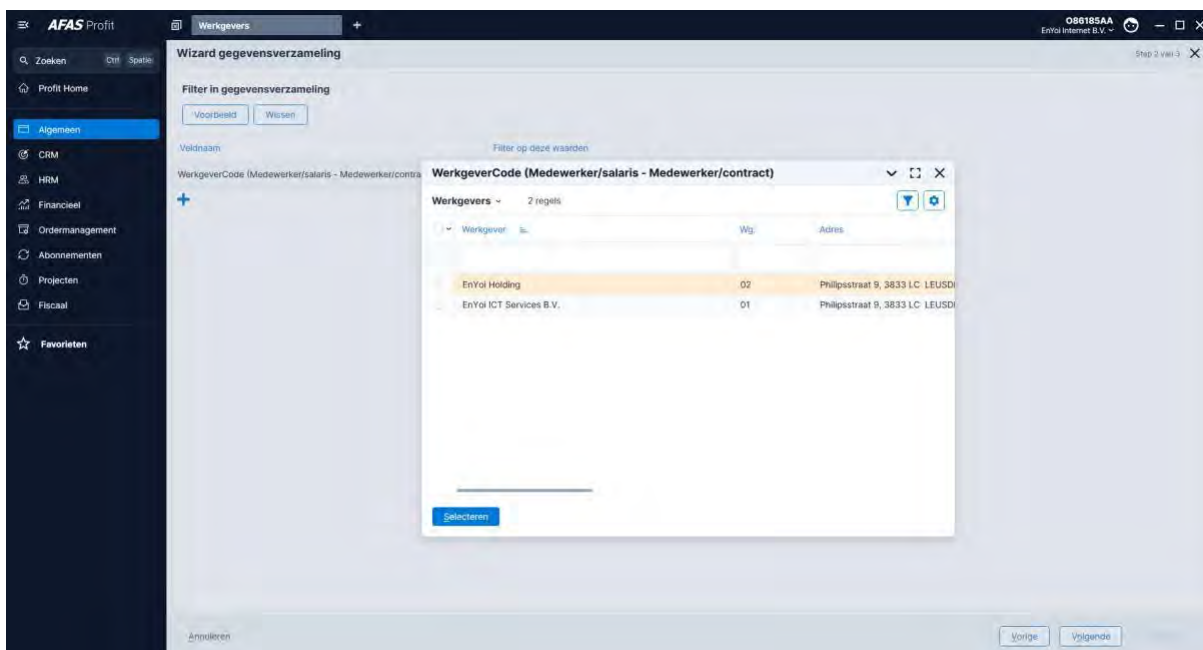 AFAS Profit
Werkgevers
+
O86185AA
EnYoi Internet B.V.
Zoeken Ctrl Spatie
Wizard gegevensverzameling
Step 2 van 3
Profit Home
Filter in gegevensverzameling
Voorbeeld Wissen
Algemeen
CRM
HRM
Financieel
Ordermanagement
Abonnementen
Projecten
Fiscaal
Favorieten
Veldnaam Filter op deze waarden
WerkgeverCode (Medewerker/salaris - Medewerker/contra
WerkgeverCode (Medewerker/salaris - Medewerker/contract)
Werkgevers 2 regels
Werkgever Wg. Adres
EnYoi Holding 02 Philipsstraat 9, 3833 LC LEUSD
EnYoi ICT Services B.V. 01 Philipsstraat 9, 3833 LC LEUSD
Selecteren
Annuleren
Vorige Volgende